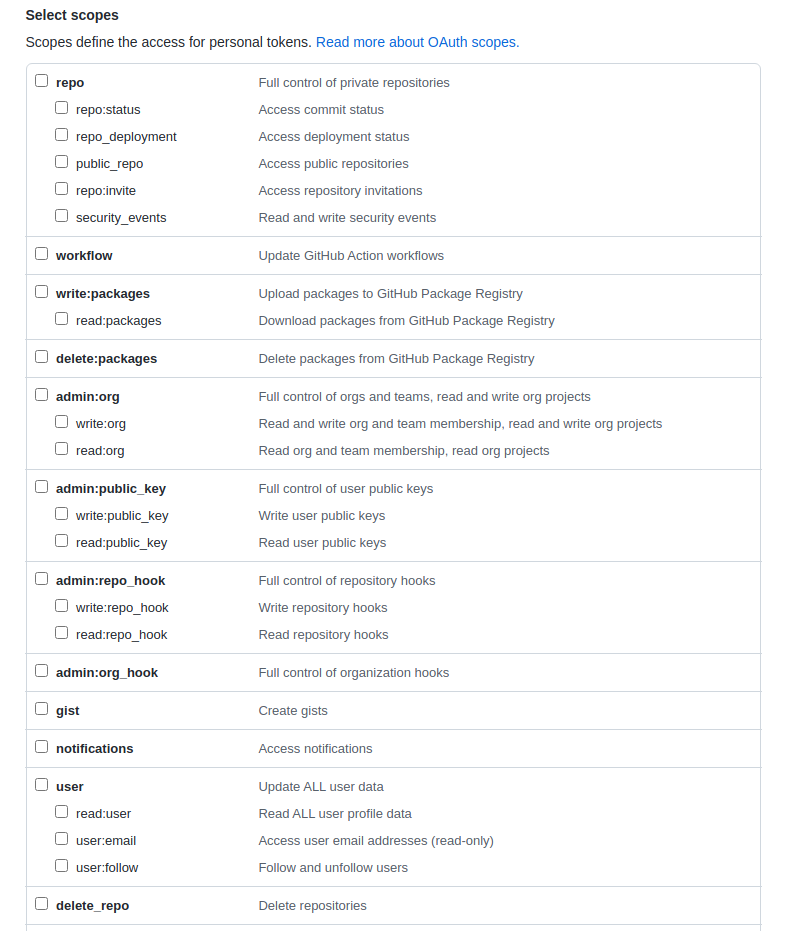 Select scopes
Scopes define the access for personal tokens. Read more about OAuth scopes.
repo Full control of private repositories
repo:status Access commit status
repo_deployment Access deployment status
public_repo Access public repositories
repo:invite Access repository invitations
security_events Read and write security events
workflow Update GitHub Action workflows
write:packages Upload packages to GitHub Package Registry
read:packages Download packages from GitHub Package Registry
delete:packages Delete packages from GitHub Package Registry
admin:org Full control of orgs and teams, read and write org projects
write:org Read and write org and team membership, read and write org projects
read:org Read org and team membership, read org projects
admin:public_key Full control of user public keys
write:public_key Write user public keys
read:public_key Read user public keys
admin:repo_hook Full control of repository hooks
write:repo_hook Write repository hooks
read:repo_hook Read repository hooks
admin:org_hook Full control of organization hooks
gist Create gists
notifications Access notifications
user Update ALL user data
read:user Read ALL user profile data
user:email Access user email addresses (read-only)
user:follow Follow and unfollow users
delete_repo Delete repositories